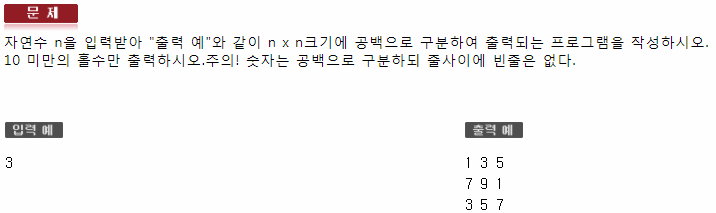 문 제
자연수 n을 입력받아 "출력 예"와 같이 n x n크기에 공백으로 구분하여 출력되는 프로그램을 작성하시오.
10 미만의 홀수만 출력하시오.주의! 숫자는 공백으로 구분하되 줄사이에 빈줄은 없다.
입력 예
3
출력 예
1 3 5
7 9 1
3 5 7